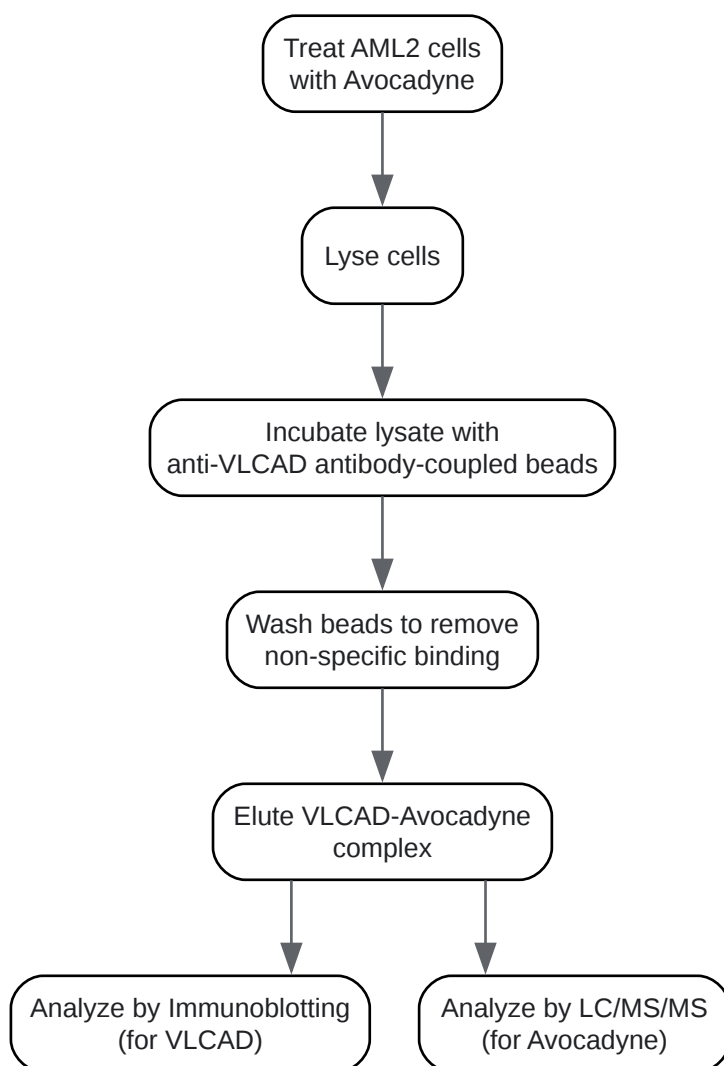 Treat AML2 cells
with Avocadyne
Lyse cells
Incubate lysate with
anti-VLCAD antibody-coupled beads
Wash beads to remove
non-specific binding
Elute VLCAD-Avocadyne
complex
Analyze by Immunoblotting
(for VLCAD)
Analyze by LC/MS/MS
(for Avocadyne)